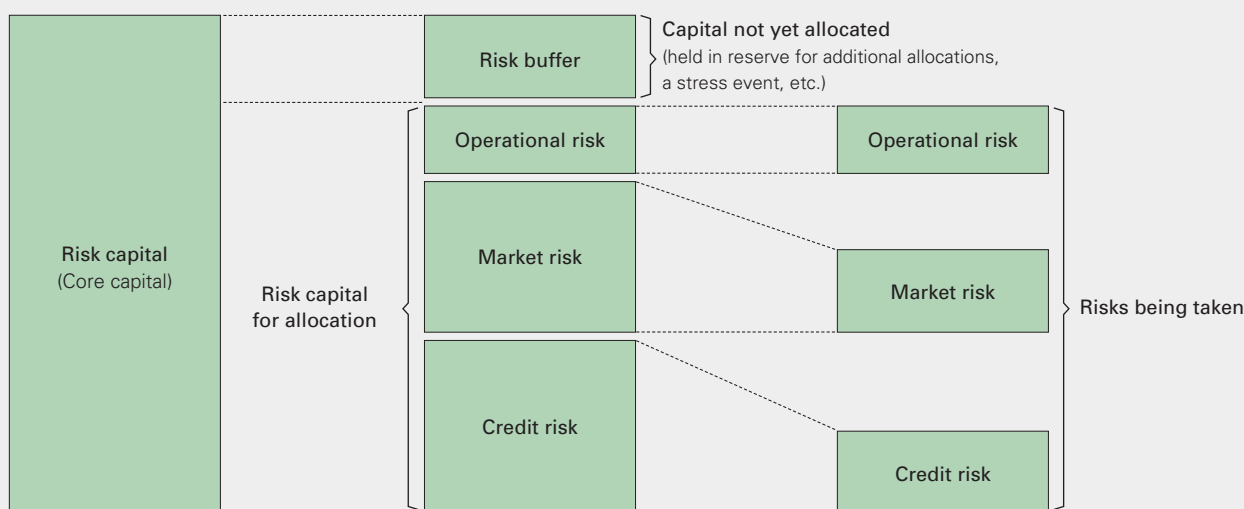 Risk capital
(Core capital)
Risk capital
for allocation
Risk buffer
Operational risk
Market risk
Credit risk
Capital not yet allocated
(held in reserve for additional allocations,
a stress event, etc.)
Operational risk
Market risk
Credit risk
Risks being taken